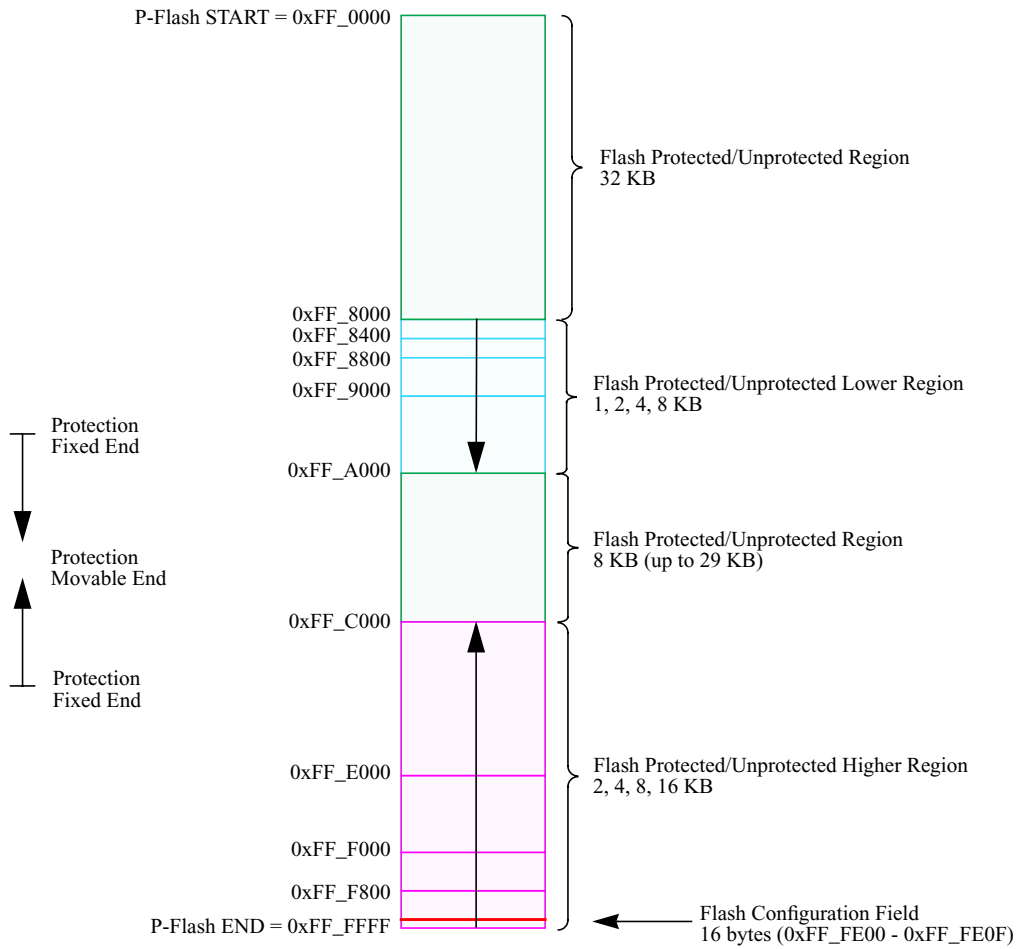 P-Flash START = 0xFF_0000
Flash Protected/Unprotected Region
32 KB
0xFF_8000
0xFF_8400
0xFF_8800
0xFF_9000
Flash Protected/Unprotected Lower Region
1, 2, 4, 8 KB
Protection
Fixed End
0xFF_A000
Protection
Movable End
Flash Protected/Unprotected Region
8 KB (up to 29 KB)
0xFF_C000
Protection
Fixed End
0xFF_E000
Flash Protected/Unprotected Higher Region
2, 4, 8, 16 KB
0xFF_F000
0xFF_F800
P-Flash END = 0xFF_FFFF
Flash Configuration Field
16 bytes (0xFF_FE00 - 0xFF_FE0F)